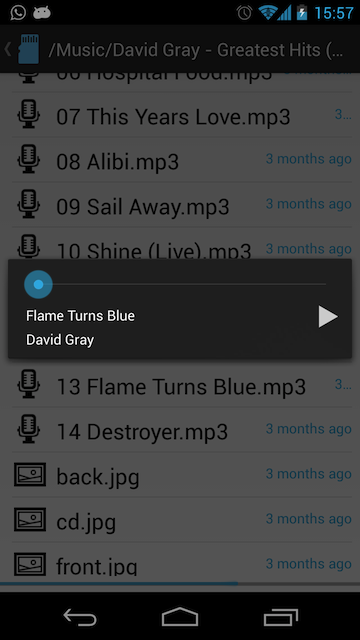 15:57
/Music/David Gray - Greatest Hits (...
06 Hospital Food.mp3 3 months ago
07 This Years Love.mp3 3...
08 Alibi.mp3 3 months ago
09 Sail Away.mp3 3 months ago
10 Shine (Live).mp3 3 months ago
Flame Turns Blue
David Gray
13 Flame Turns Blue.mp3 3...
14 Destroyer.mp3 3 months ago
back.jpg 3 months ago
cd.jpg 3 months ago
front.jpg 3 months ago